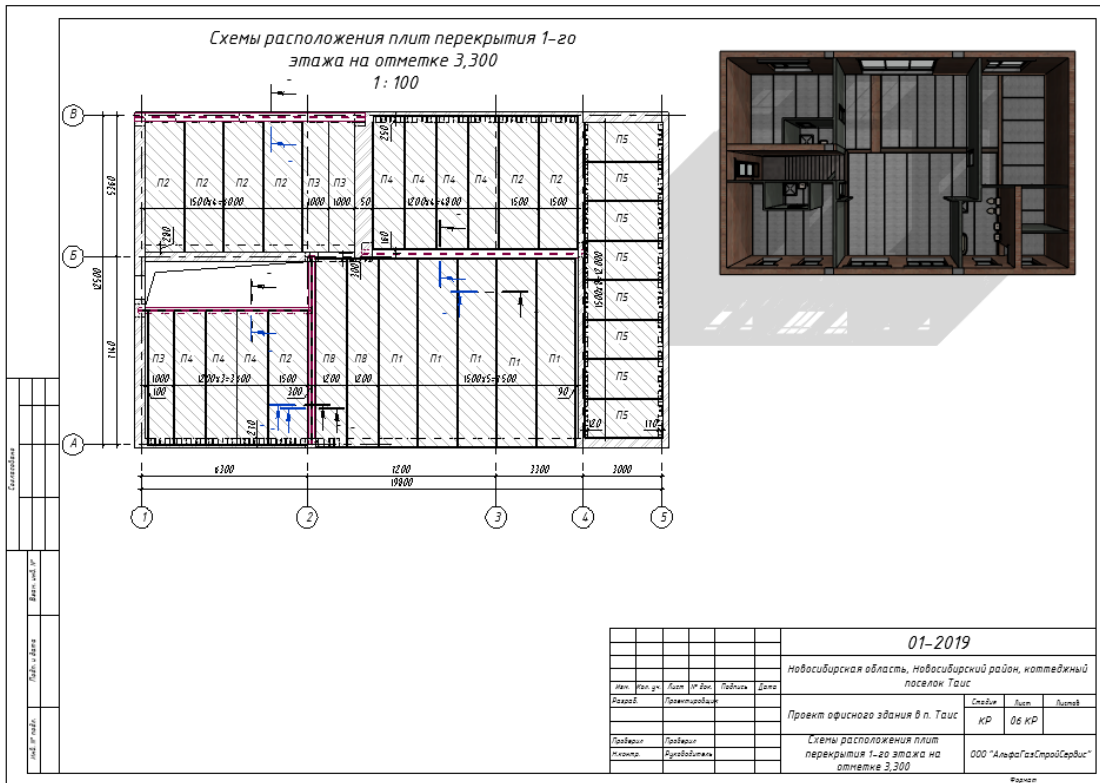 Схемы расположения плит перекрытия 1-го
этажа на отметке 3,300
1 : 100
В
П5
250
П2 П2 П2 П2 П3 П3 П4 П4 П4 П4 П2 П2
П5
5360
1500x4=6000 1000 1000 50 1200x4=4800 1500 1500
П5
280
160
Б
300
П5
12500
1500x8=12000
П5
П5
7140
П3 П4 П4 П4 П2 П8 П8 П1 П1 П1 П1 П1
П5
1000 1200x3=3600 1500 1200 1200 1500x5=7500
100 300 90
П5
210
120 110
А
6300 7200 3300 3000
19800
1 2 3 4 5
Согласовано
Взам. инв. №
Подп. и дата
Инв. № подл.
01-2019
Новосибирская область, Новосибирский район, коттеджный
поселок Таис
Изм. Кол. уч. Лист № док. Подпись Дата
Разраб. Проектировщик
Проект офисного здания в п. Таис
Стадия Лист Листов
КР 06 КР
Проверил Проверил
Н.контр. Руководитель
Схемы расположения плит
перекрытия 1-го этажа на
отметке 3,300
ООО "АльфаГазСтройСервис"
Формат